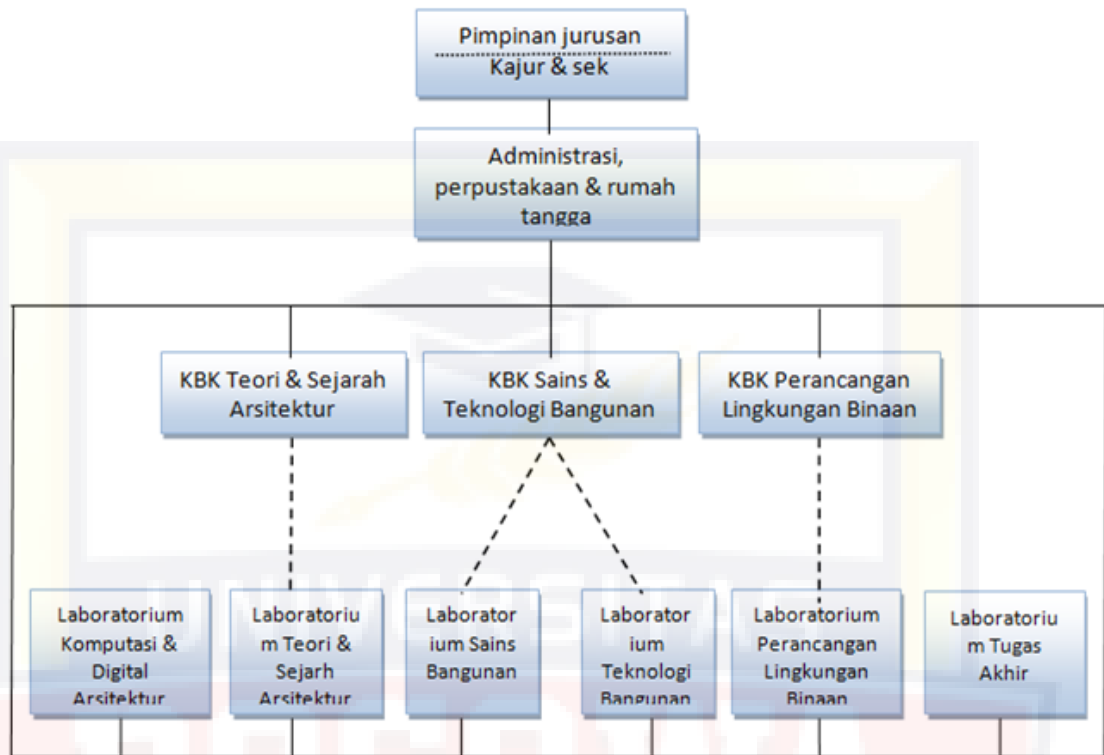 Pimpinan jurusan
Kajur & sek
Administrasi,
perpustakaan & rumah
tangga
KBK Teori & Sejarah
Arsitektur
KBK Sains &
Teknologi Bangunan
KBK Perancangan
Lingkungan Binaan
Laboratorium
Komputasi &
Digital
Arsitektur
Laboratoriu
m Teori &
Sejarh
Arsitektur
Laborator
ium Sains
Bangunan
Laborator
ium
Teknologi
Bangunan
Laboratorium
Perancangan
Lingkungan
Binaan
Laboratoriu
m Tugas
Akhir
UNIVERSITAS